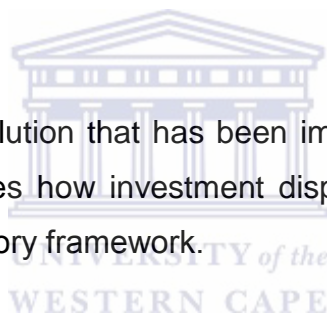 lution that has been im
es how investment disp
ory framework.
UNIVERSITY of the
WESTERN CAPE